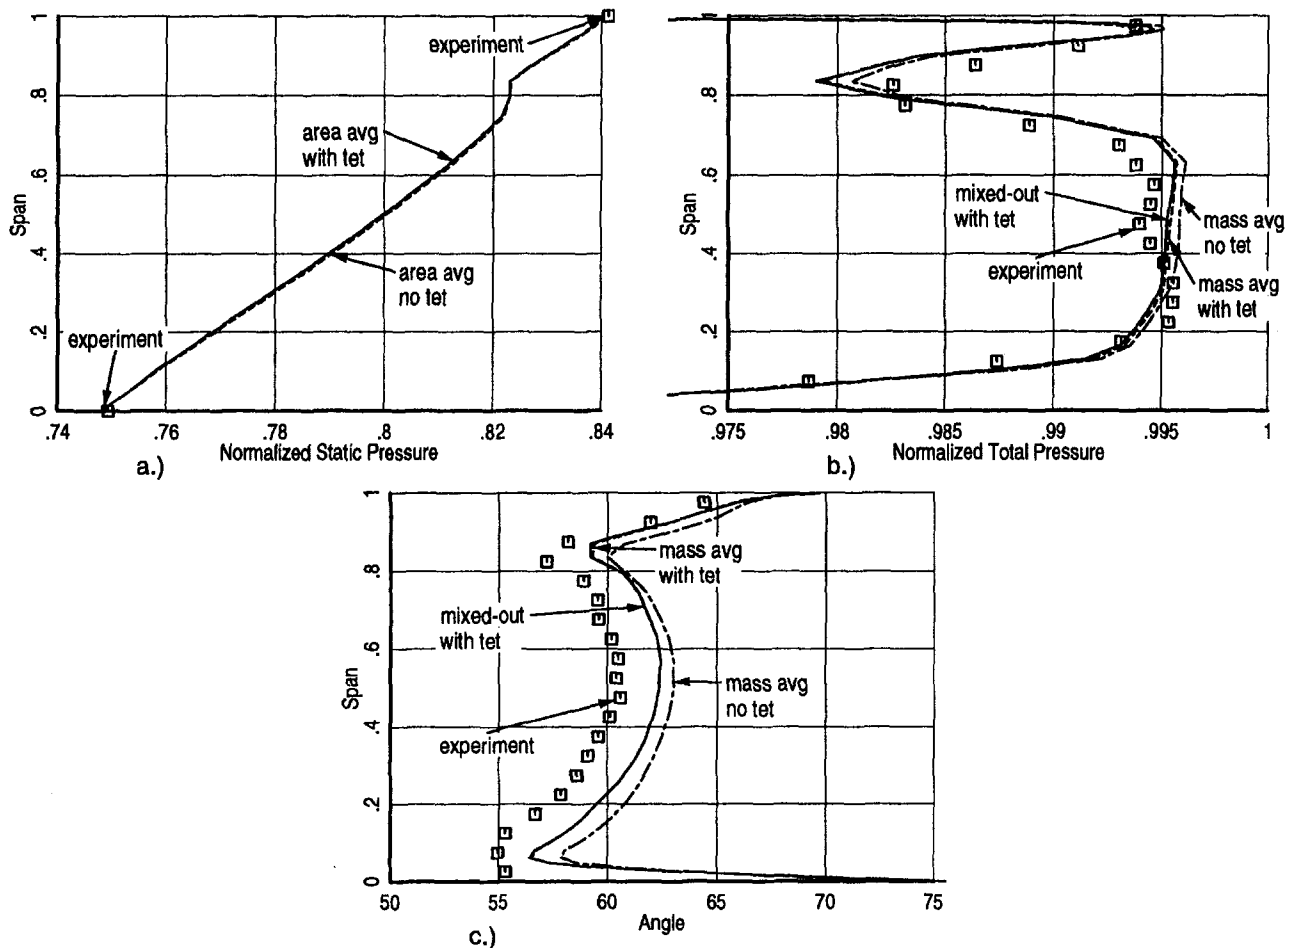 1
.8
.6
.4
.2
0
Span
experiment
area avg
with tet
area avg
no tet
experiment
.74
.76
.78
.8
.82
.84
Normalized Static Pressure
a.)
1
.8
.6
.4
.2
0
Span
mixed-out
with tet
experiment
mass avg
no tet
mass avg
with tet
.975
.98
.985
.99
.995
1
Normalized Total Pressure
b.)
1
.8
.6
.4
.2
0
Span
mass avg
with tet
mixed-out
with tet
mass avg
no tet
experiment
50
55
60
65
70
75
Angle
c.)